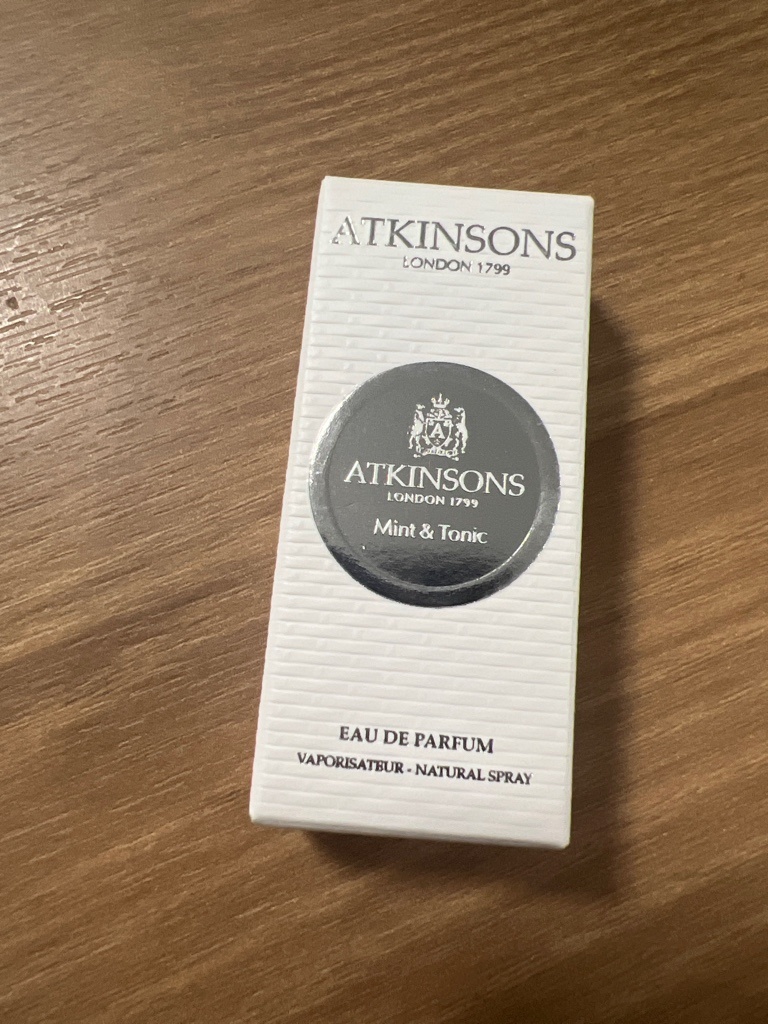 ATKINSONS
LONDON 1799
A
ATKINSONS
LONDON 1799
Mint & Tonic
EAU DE PARFUM
VAPORISATEUR - NATURAL SPRAY